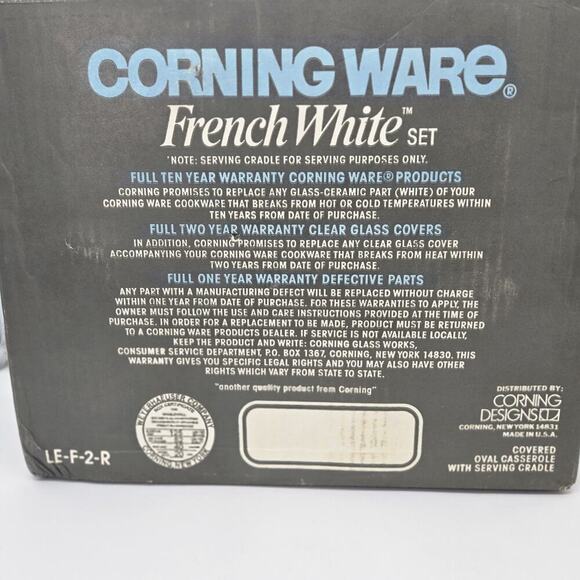 CORNING WARE®
French White™ SET
*NOTE: SERVING CRADLE FOR SERVING PURPOSES ONLY.
FULL TEN YEAR WARRANTY CORNING WARE® PRODUCTS
CORNING PROMISES TO REPLACE ANY GLASS-CERAMIC PART (WHITE) OF YOUR
CORNING WARE COOKWARE THAT BREAKS FROM HOT OR COLD TEMPERATURES WITHIN
TEN YEARS FROM DATE OF PURCHASE.
FULL TWO YEAR WARRANTY CLEAR GLASS COVERS
IN ADDITION, CORNING PROMISES TO REPLACE ANY CLEAR GLASS COVER
ACCOMPANYING YOUR CORNING WARE COOKWARE THAT BREAKS FROM HEAT WITHIN
TWO YEARS FROM DATE OF PURCHASE.
FULL ONE YEAR WARRANTY DEFECTIVE PARTS
ANY PART WITH A MANUFACTURING DEFECT WILL BE REPLACED WITHOUT CHARGE
WITHIN ONE YEAR FROM DATE OF PURCHASE. FOR THESE WARRANTIES TO APPLY, THE
OWNER MUST FOLLOW THE USE AND CARE INSTRUCTIONS PROVIDED AT THE TIME OF
PURCHASE. IN ORDER FOR A REPLACEMENT TO BE MADE, PRODUCT MUST BE RETURNED
TO A CORNING WARE PRODUCTS DEALER. IF SERVICE IS NOT AVAILABLE LOCALLY,
KEEP THE PRODUCT AND WRITE: CORNING GLASS WORKS,
CONSUMER SERVICE DEPARTMENT, P.O. BOX 1367, CORNING, NEW YORK 14830. THIS
WARRANTY GIVES YOU SPECIFIC LEGAL RIGHTS AND YOU MAY ALSO HAVE OTHER
RIGHTS WHICH VARY FROM STATE TO STATE.
"another quality product from Corning"
WEYERHAEUSER COMPANY
BOX CERTIFICATE
CORNING, NEW YORK
LE-F-2-R
DISTRIBUTED BY:
CORNING
DESIGNS
CORNING, NEW YORK 14831
MADE IN U.S.A.
COVERED
OVAL CASSEROLE
WITH SERVING CRADLE